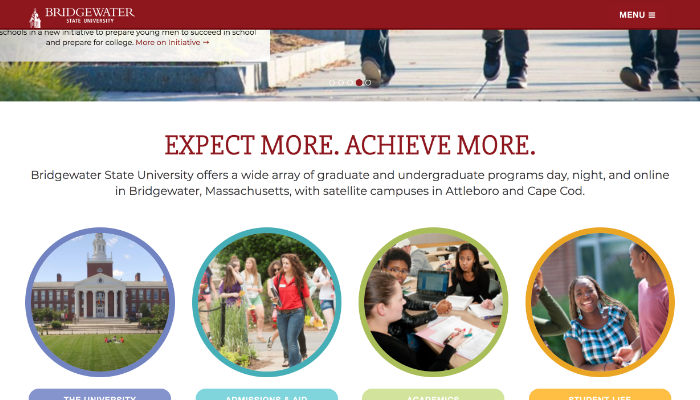 BRIDGEWATER
STATE UNIVERSITY
MENU
schools in a new initiative to prepare young men to succeed in school
and prepare for college. More on Initiative →
EXPECT MORE. ACHIEVE MORE.
Bridgewater State University offers a wide array of graduate and undergraduate programs day, night, and online
in Bridgewater, Massachusetts, with satellite campuses in Attleboro and Cape Cod.
THE UNIVERSITY
ADMISSIONS & AID
ACADEMICS
STUDENT LIFE